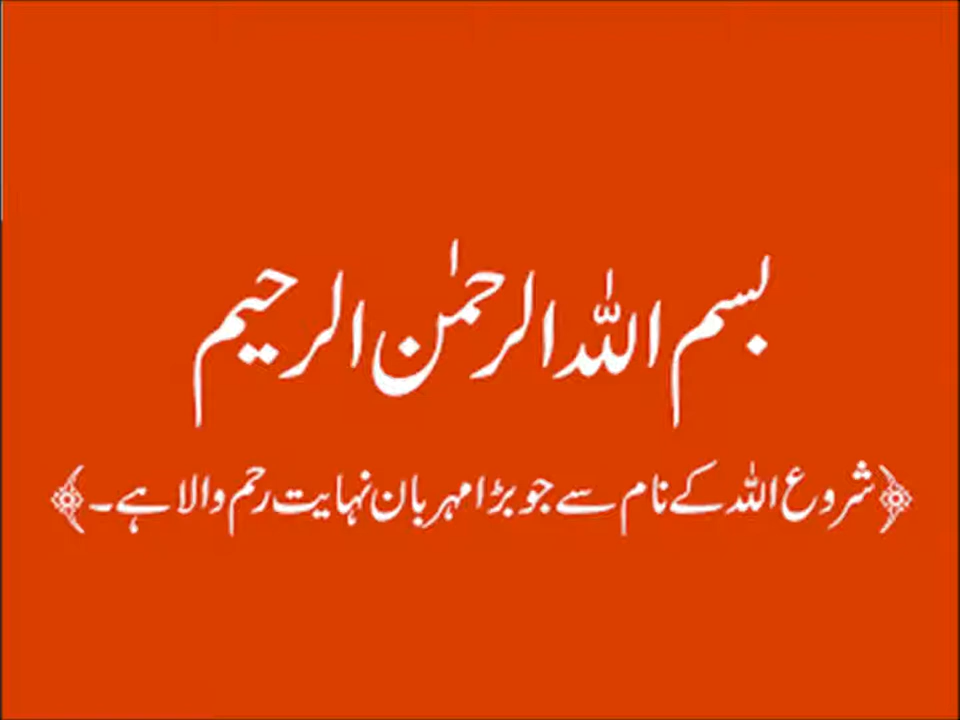 بسم اللہ الرحمٰن الرحیم
﴿شروع اللہ کے نام سے جو بڑا مہربان نہایت رحم والا ہے۔﴾